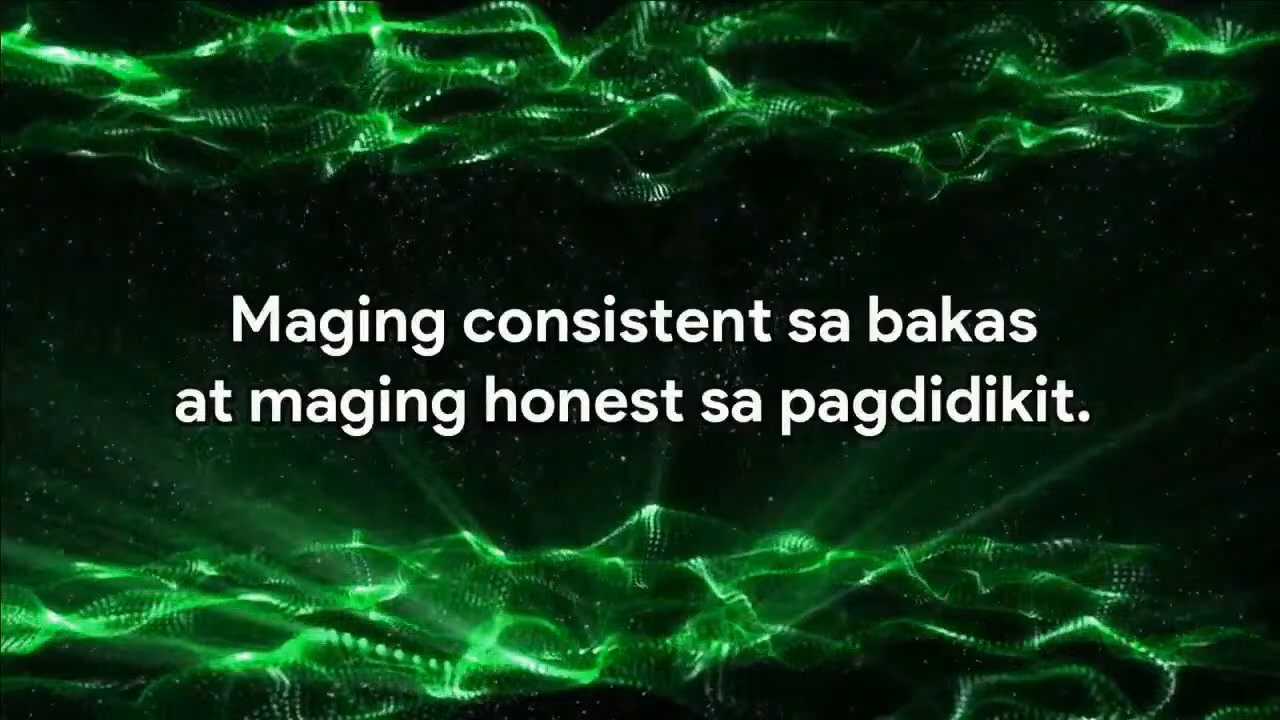 Maging consistent sa bakas
at maging honest sa pagdidikit.